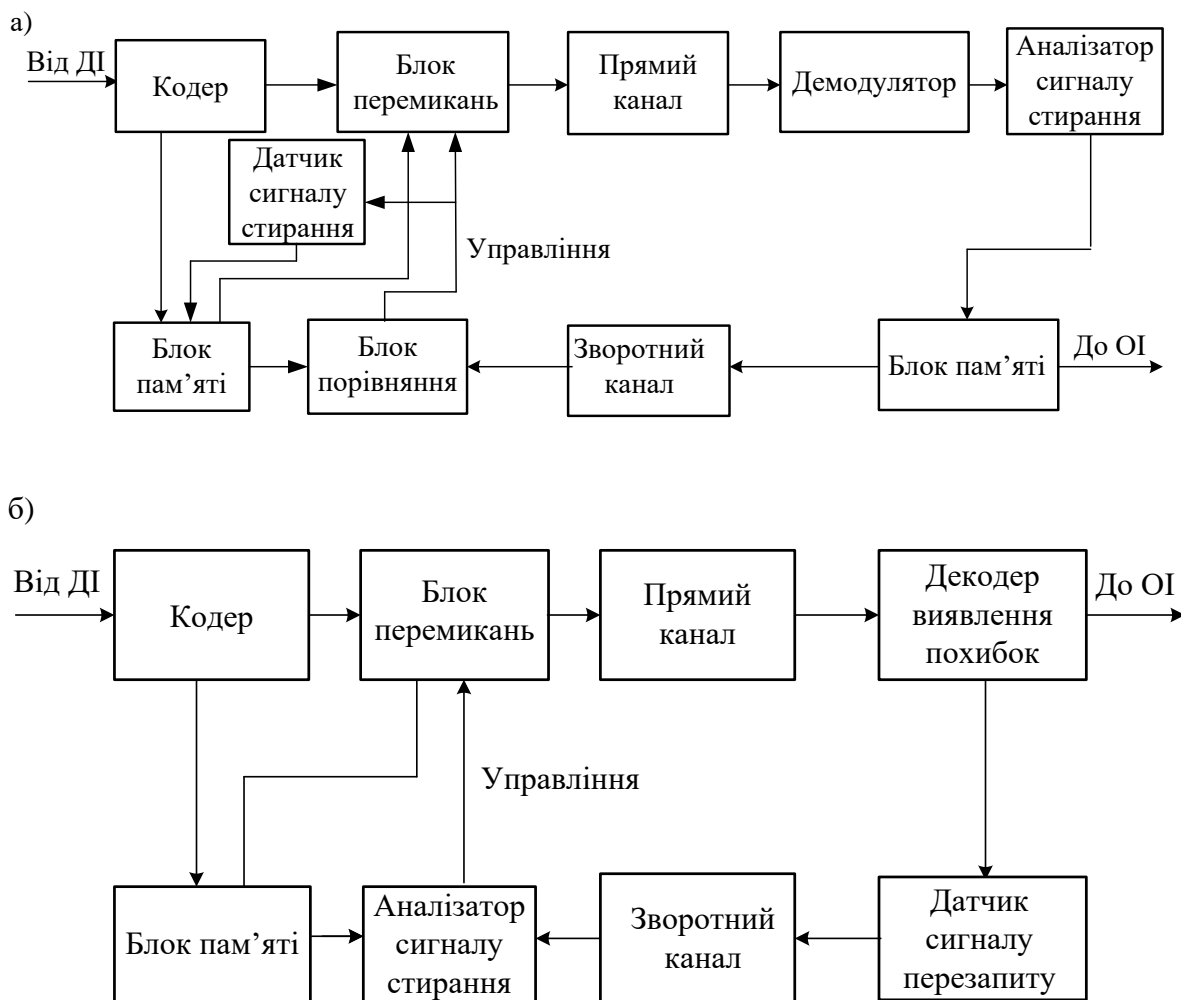 а)
Від ДІ
Кодер
Блок
перемикань
Прямий
канал
Демодулятор
Аналізатор
сигналу
стирання
Датчик
сигналу
стирання
Управління
Блок
пам’яті
Блок
порівняння
Зворотний
канал
Блок пам’яті
До ОІ
б)
Від ДІ
Кодер
Блок
перемикань
Прямий
канал
Декодер
виявлення
похибок
До ОІ
Управління
Блок пам’яті
Аналізатор
сигналу
стирання
Зворотний
канал
Датчик
сигналу
перезапиту